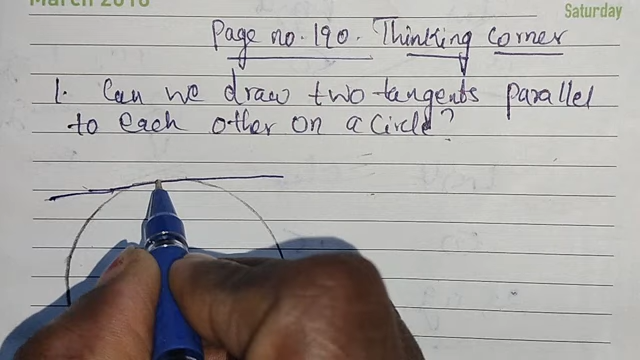 March 2018
Saturday
Page no. 190. Thinking corner
1. Can we draw two tangents parallel
to each other on a circle?